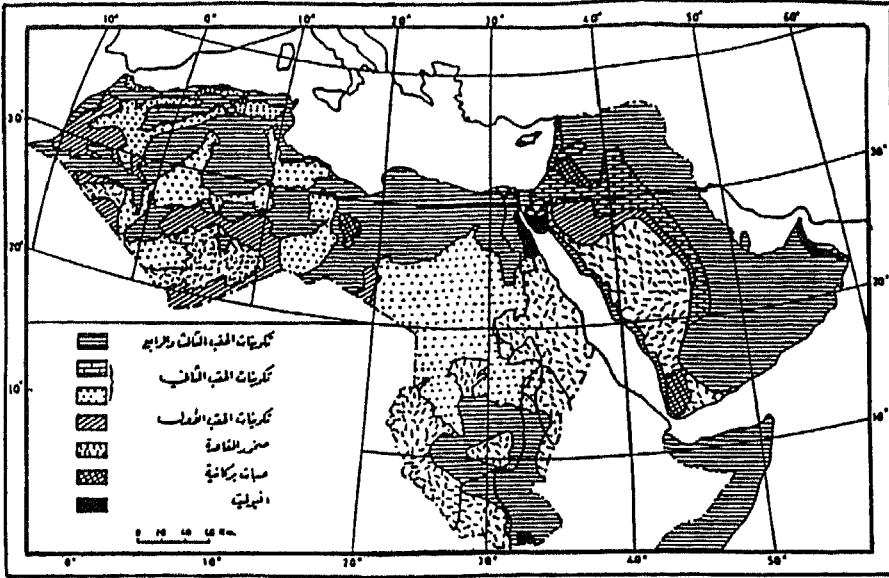 10° 0° 10° 20° 30° 40° 50° 60°
30°
20°
10°
30°
20°
10°
تكوينات الحقب الثالث والرابع
تكوينات الحقب الثاني
تكوينات الحقب الأول
صخور القاعدة
صبات بركانية
0° 10° 20° 30° 40° 50°